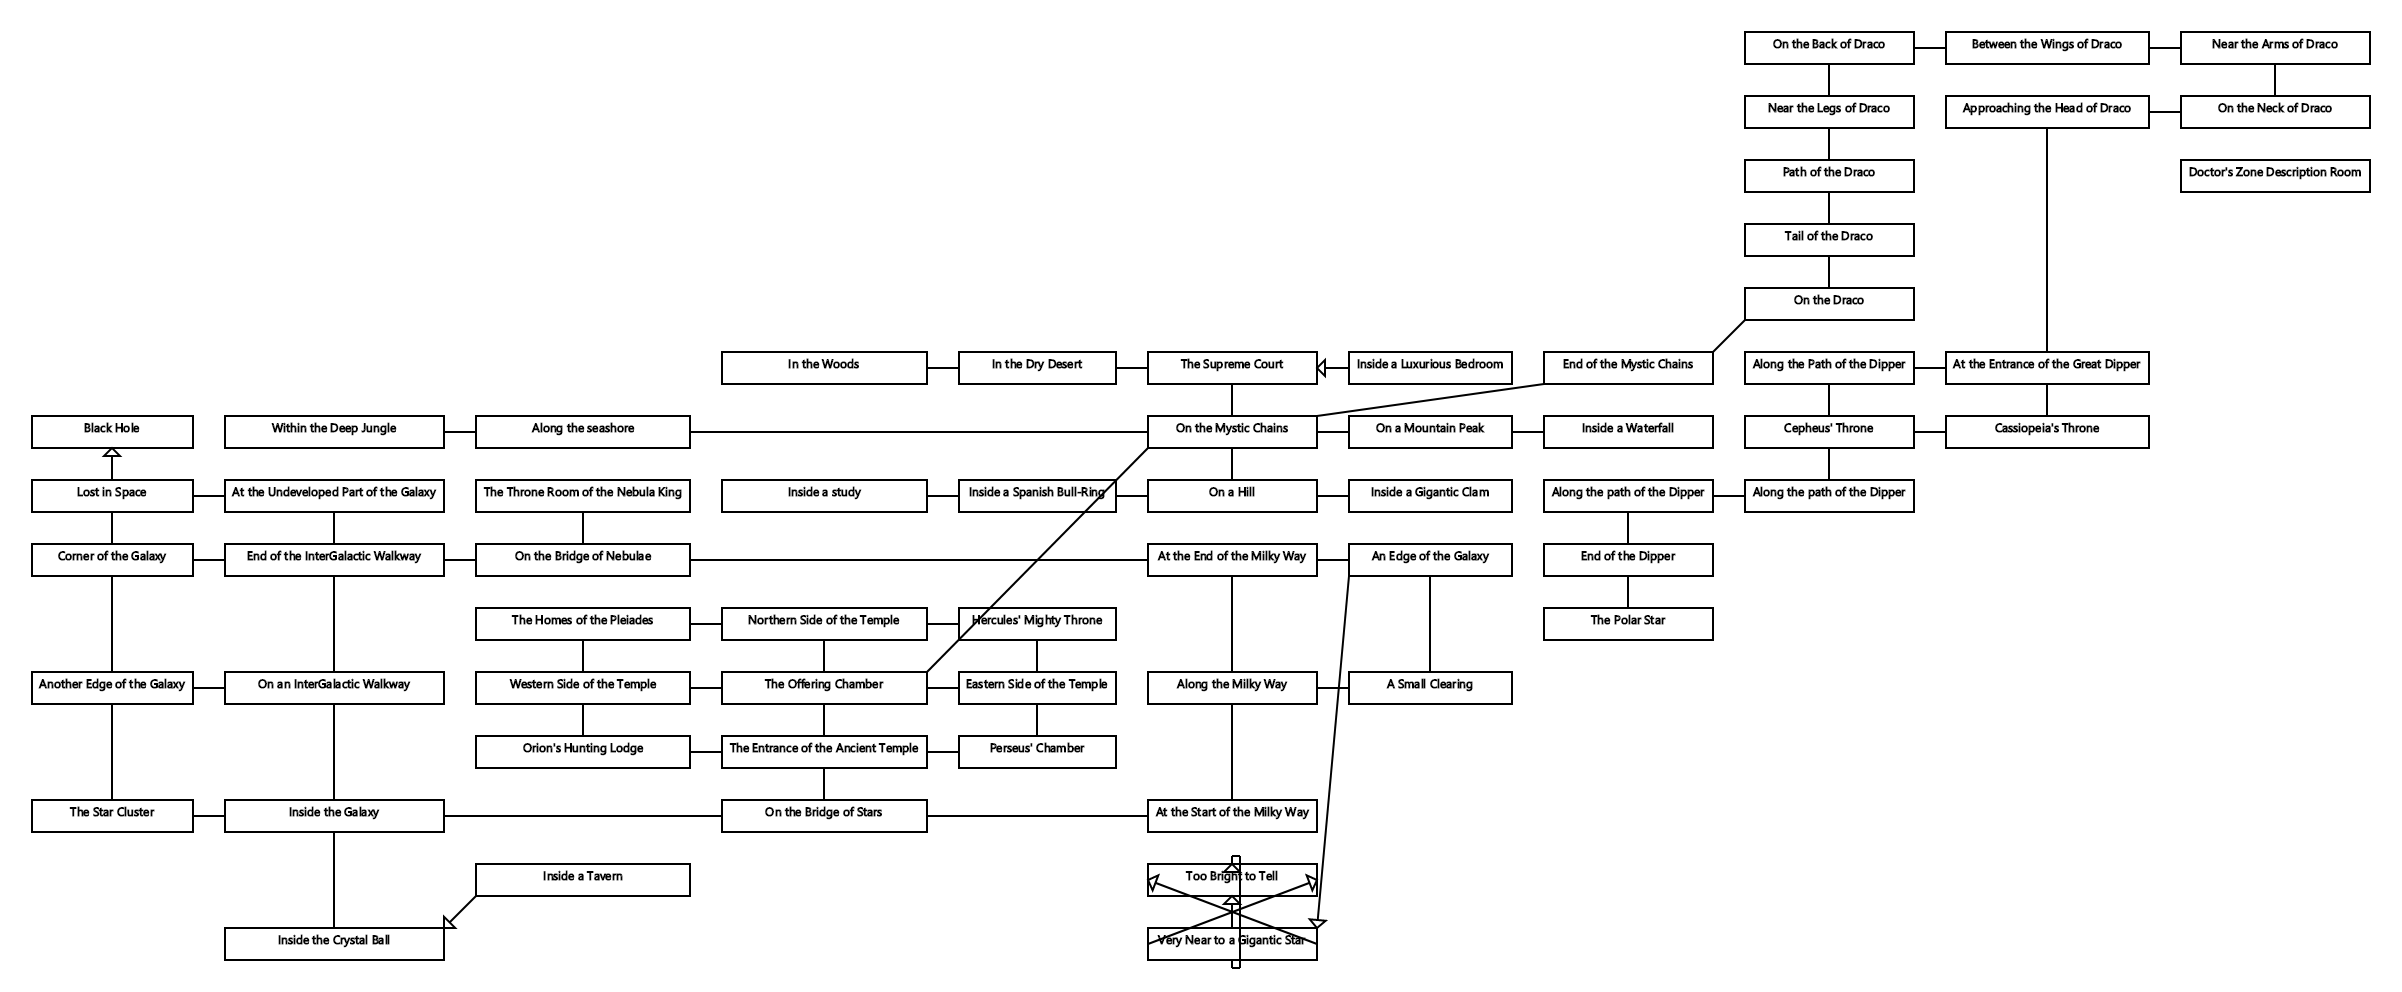 On the Back of Draco
Between the Wings of Draco
Near the Arms of Draco
Near the Legs of Draco
Approaching the Head of Draco
On the Neck of Draco
Path of the Draco
Doctor's Zone Description Room
Tail of the Draco
On the Draco
In the Woods
In the Dry Desert
The Supreme Court
Inside a Luxurious Bedroom
End of the Mystic Chains
Along the Path of the Dipper
At the Entrance of the Great Dipper
Black Hole
Within the Deep Jungle
Along the seashore
On the Mystic Chains
On a Mountain Peak
Inside a Waterfall
Cepheus' Throne
Cassiopeia's Throne
Lost in Space
At the Undeveloped Part of the Galaxy
The Throne Room of the Nebula King
Inside a study
Inside a Spanish Bull-Ring
On a Hill
Inside a Gigantic Clam
Along the path of the Dipper
Along the path of the Dipper
Corner of the Galaxy
End of the InterGalactic Walkway
On the Bridge of Nebulae
At the End of the Milky Way
An Edge of the Galaxy
End of the Dipper
The Homes of the Pleiades
Northern Side of the Temple
Hercules' Mighty Throne
The Polar Star
Another Edge of the Galaxy
On an InterGalactic Walkway
Western Side of the Temple
The Offering Chamber
Eastern Side of the Temple
Along the Milky Way
A Small Clearing
Orion's Hunting Lodge
The Entrance of the Ancient Temple
Perseus' Chamber
The Star Cluster
Inside the Galaxy
On the Bridge of Stars
At the Start of the Milky Way
Inside a Tavern
Too Bright to Tell
Inside the Crystal Ball
Very Near to a Gigantic Star